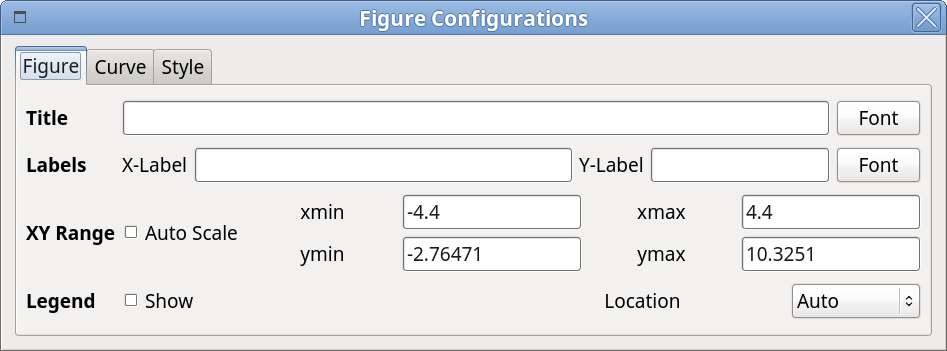 Figure Configurations
Figure Curve Style
Title Font
Labels X-Label Y-Label Font
xmin -4.4 xmax 4.4
XY Range Auto Scale
ymin -2.76471 ymax 10.3251
Legend Show Location Auto